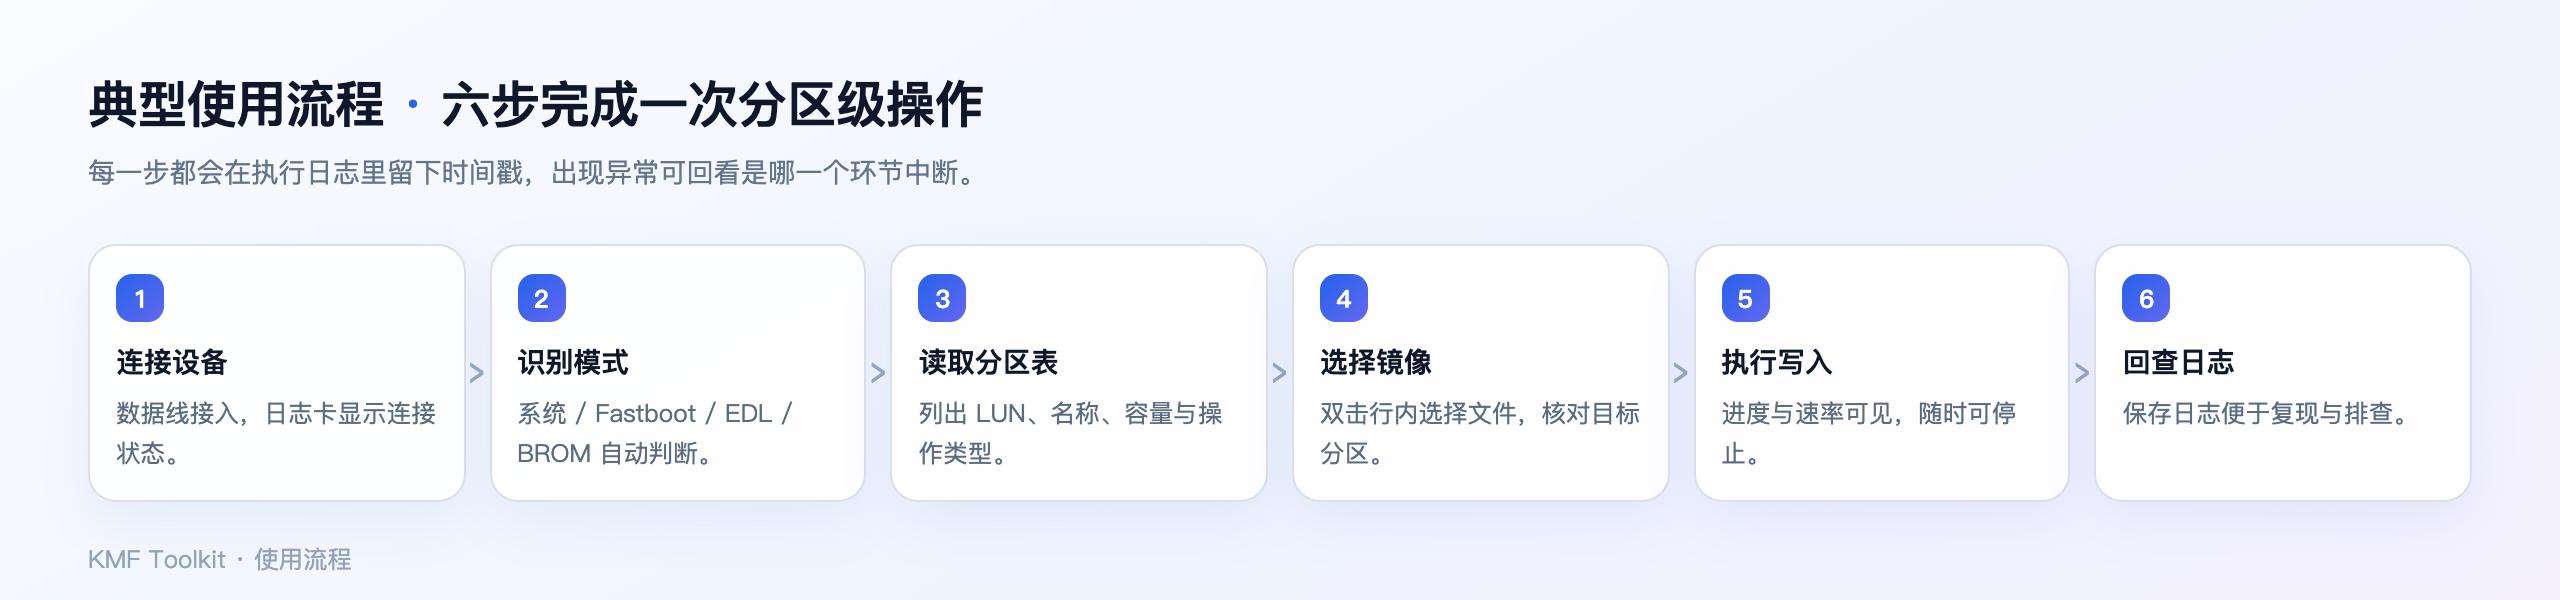 典型使用流程 · 六步完成一次分区级操作
每一步都会在执行日志里留下时间戳，出现异常可回看是哪一个环节中断。
1
连接设备
数据线接入，日志卡显示连接
状态。
>
2
识别模式
系统 / Fastboot / EDL /
BROM 自动判断。
>
3
读取分区表
列出 LUN、名称、容量与操
作类型。
>
4
选择镜像
双击行内选择文件，核对目标
分区。
>
5
执行写入
进度与速率可见，随时可停
止。
>
6
回查日志
保存日志便于复现与排查。
KMF Toolkit · 使用流程